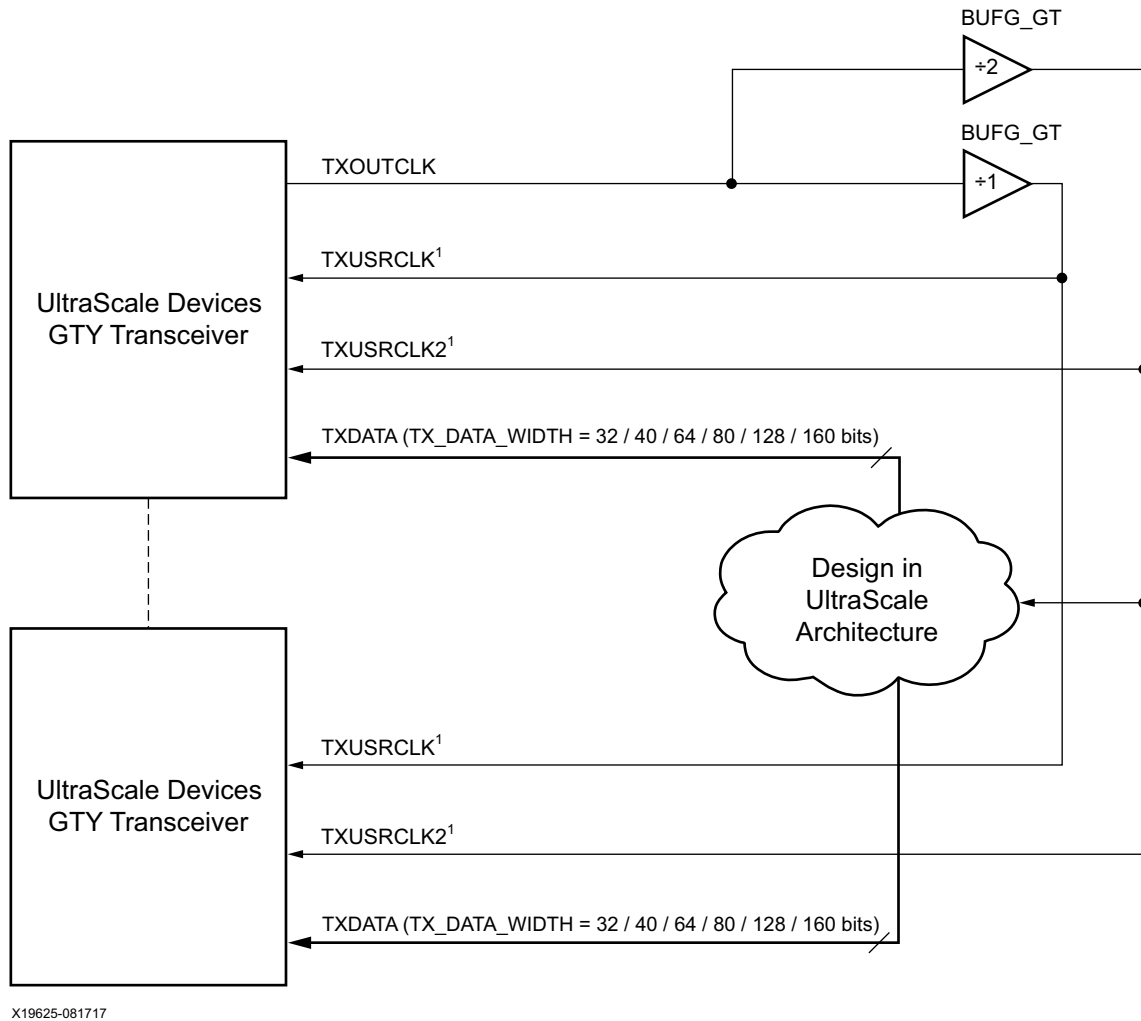 BUFG_GT
÷2
BUFG_GT
÷1
TXOUTCLK
TXUSRCLK¹
UltraScale Devices
GTY Transceiver
TXUSRCLK2¹
TXDATA (TX_DATA_WIDTH = 32 / 40 / 64 / 80 / 128 / 160 bits)
Design in
UltraScale
Architecture
TXUSRCLK¹
UltraScale Devices
GTY Transceiver
TXUSRCLK2¹
TXDATA (TX_DATA_WIDTH = 32 / 40 / 64 / 80 / 128 / 160 bits)
X19625-081717